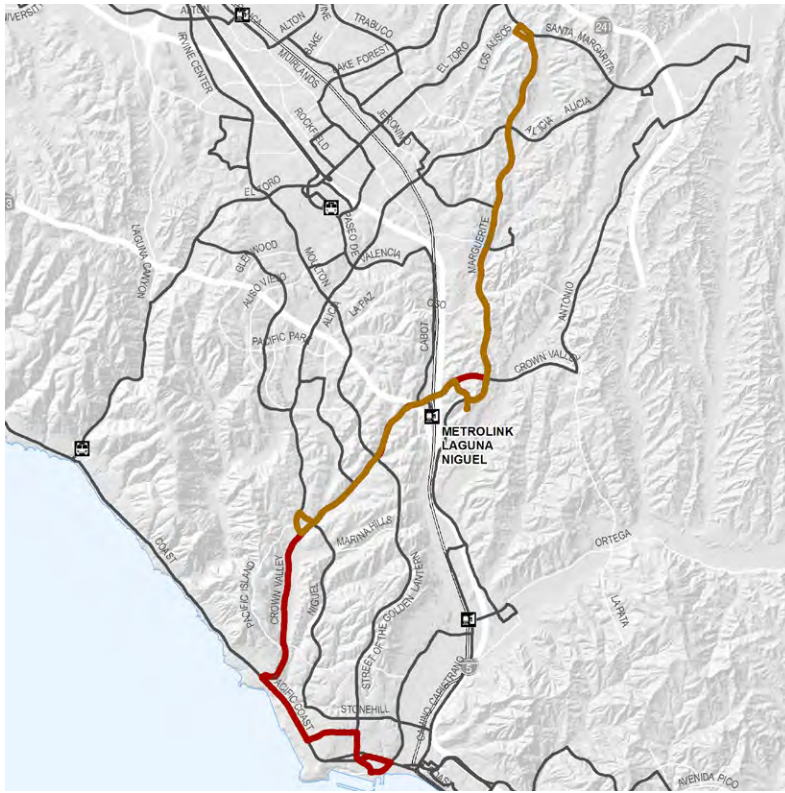 ALTON
ALTON
TRABUCO
BAKE
LAKE FOREST
MUIRLANDS
IRVINE CENTER
EL TORO
LOS ALISOS
241
SANTA MARGARITA
ROCKFIELD
JERONIMO
ALICIA
ALICIA
EL TORO
3
LAGUNA CANYON
PASEO DE
VALENCIA
GLENWOOD
MOULTON
MARGUERITE
ALISO VIEJO
LA PAZ
ALICIA
OSO
ANTONIO
PACIFIC PARK
CABOT
CROWN VALLEY
METROLINK
LAGUNA
NIGUEL
MARINA HILLS
COAST
ORTEGA
PACIFIC ISLAND
CROWN VALLEY
NIGUEL
STREET OF THE GOLDEN LANTERN
LA PATA
5
PACIFIC COAST
STONEHILL
CAMINO CAPISTRANO
COAST
AVENIDA PICO